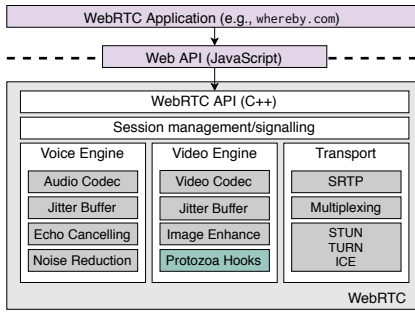 WebRTC Application (e.g., whereby.com)
Web API (JavaScript)
WebRTC API (C++)
Session management/signalling
Voice Engine
Audio Codec
Jitter Buffer
Echo Cancelling
Noise Reduction
Video Engine
Video Codec
Jitter Buffer
Image Enhance
Protozoa Hooks
Transport
SRTP
Multiplexing
STUN
TURN
ICE
WebRTC